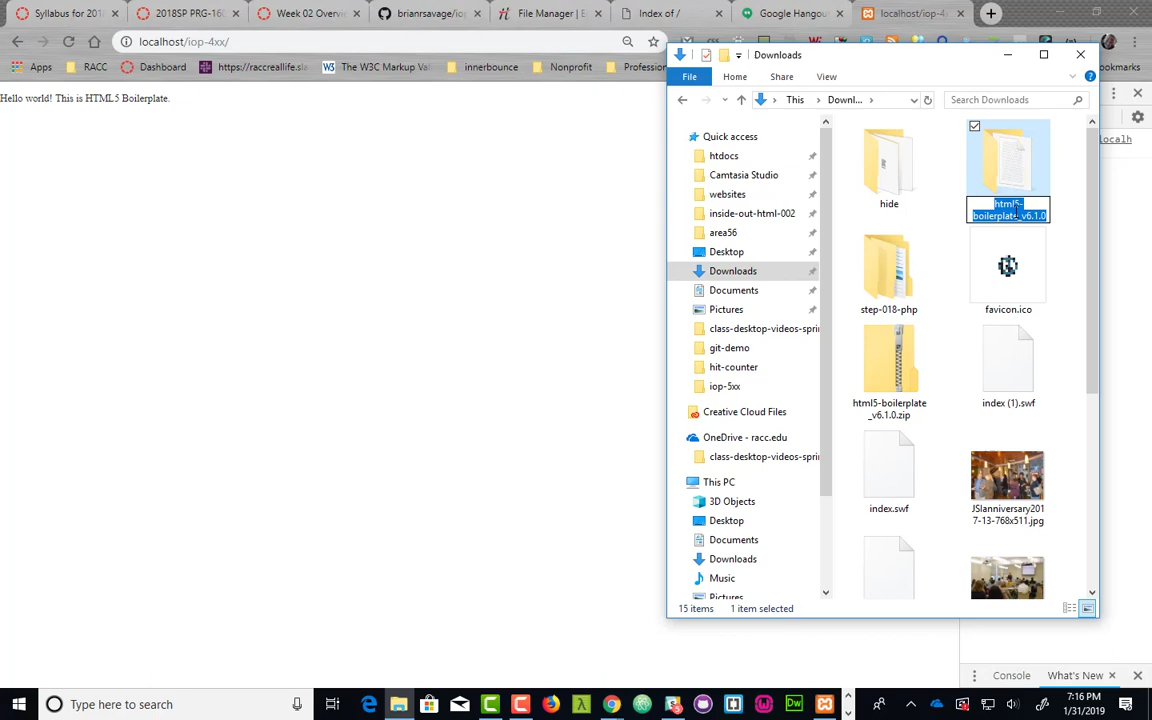 Syllabus for 201
2018SP PRG-16
Week 02 Overvi
brianrsavage/iop
File Manager | E
Index of /
Google Hangout
localhost/iop-4
localhost/iop-4xx/
Apps
RACC
Dashboard
https://raccreallife.sla
The W3C Markup Val
innerbounce
Nonprofit
Profession
okmarks
Hello world! This is HTML5 Boilerplate.
Downloads
File
Home
Share
View
This
Downl...
Search Downloads
Quick access
htdocs
Camtasia Studio
websites
inside-out-html-002
area56
Desktop
Downloads
Documents
Pictures
class-desktop-videos-spri
git-demo
hit-counter
iop-5xx
Creative Cloud Files
OneDrive - racc.edu
class-desktop-videos-spri
This PC
3D Objects
Desktop
Documents
Downloads
Music
Pictures
hide
html5-
boilerplate_v6.1.0
step-018-php
favicon.ico
html5-boilerplate
_v6.1.0.zip
index (1).swf
index.swf
JSIanniversary201
7-13-768x511.jpg
15 items
1 item selected
localh
Console
What's New
Type here to search
7:16 PM
1/31/2019